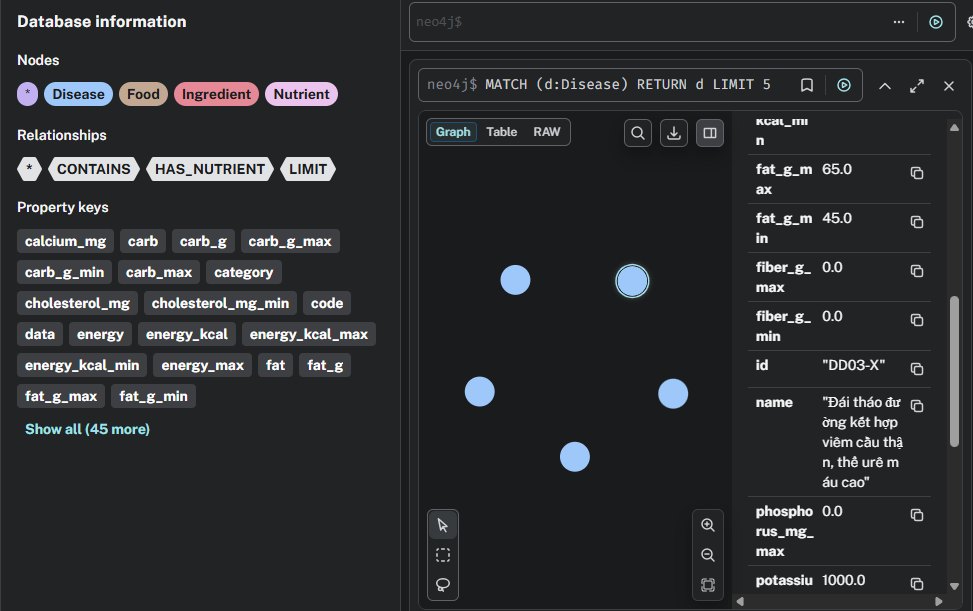 Database information
Nodes
* Disease Food Ingredient Nutrient
Relationships
* CONTAINS HAS_NUTRIENT LIMIT
Property keys
calcium_mg carb carb_g carb_g_max
carb_g_min carb_max category
cholesterol_mg cholesterol_mg_min code
data energy energy_kcal energy_kcal_max
energy_kcal_min energy_max fat fat_g
fat_g_max fat_g_min
Show all (45 more)
neo4j$
neo4j$ MATCH (d:Disease) RETURN d LIMIT 5
Graph Table RAW
kcal_mi
n
fat_g_m 65.0
ax
fat_g_m 45.0
in
fiber_g_ 0.0
max
fiber_g_ 0.0
min
id "DD03-X"
name "Đái tháo đư
ờng kết hợp
viêm cầu thậ
n, thể urê m
áu cao"
phospho 0.0
rus_mg_
max
potassiu 1000.0